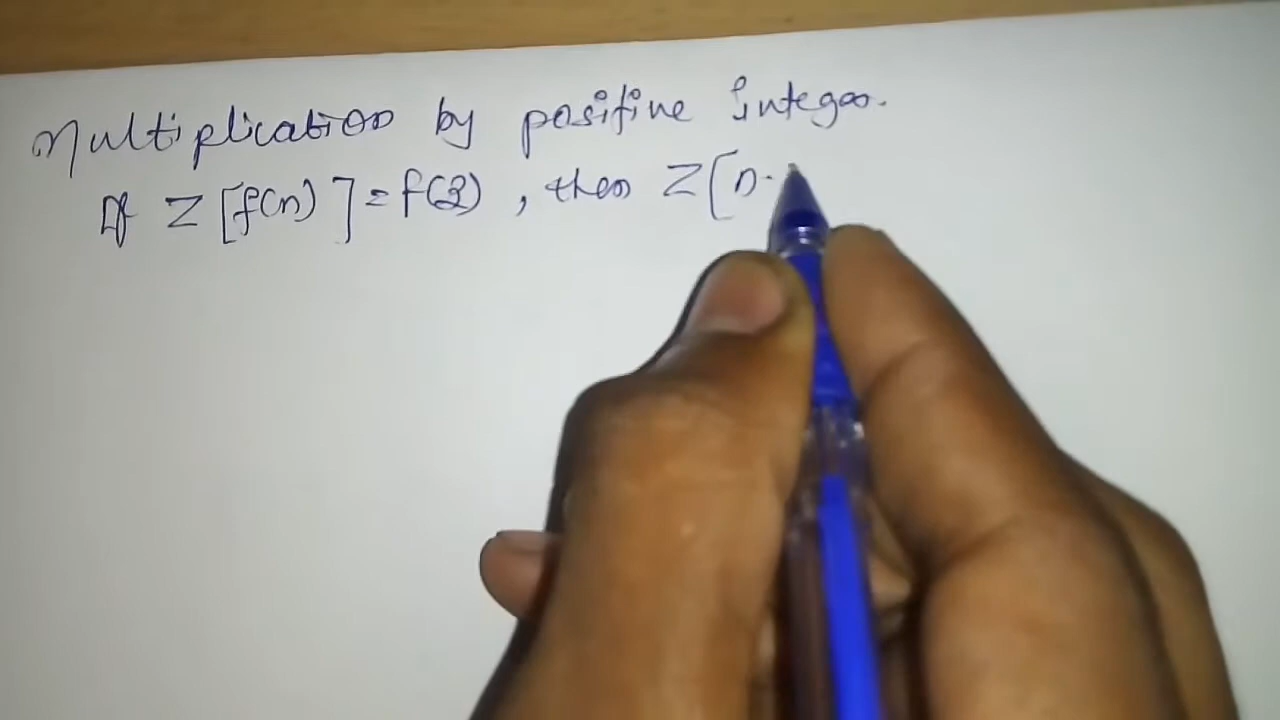 Multiplication by positive integer.
If Z[f(n)] = f(z), then Z[n.